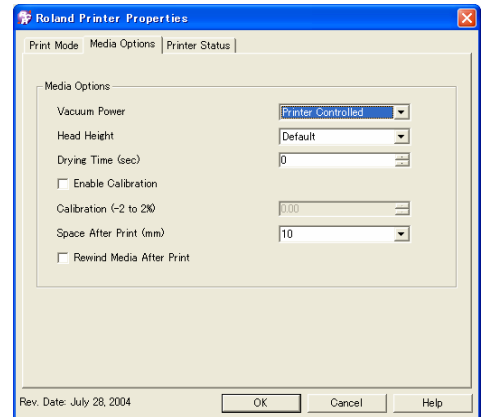 Roland Printer Properties
Print Mode Media Options Printer Status
Media Options
Vacuum Power Printer Controlled
Head Height Default
Drying Time (sec) 0
Enable Calibration
Calibration (-2 to 2%) 0.00
Space After Print (mm) 10
Rewind Media After Print
Rev. Date: July 28, 2004 OK Cancel Help